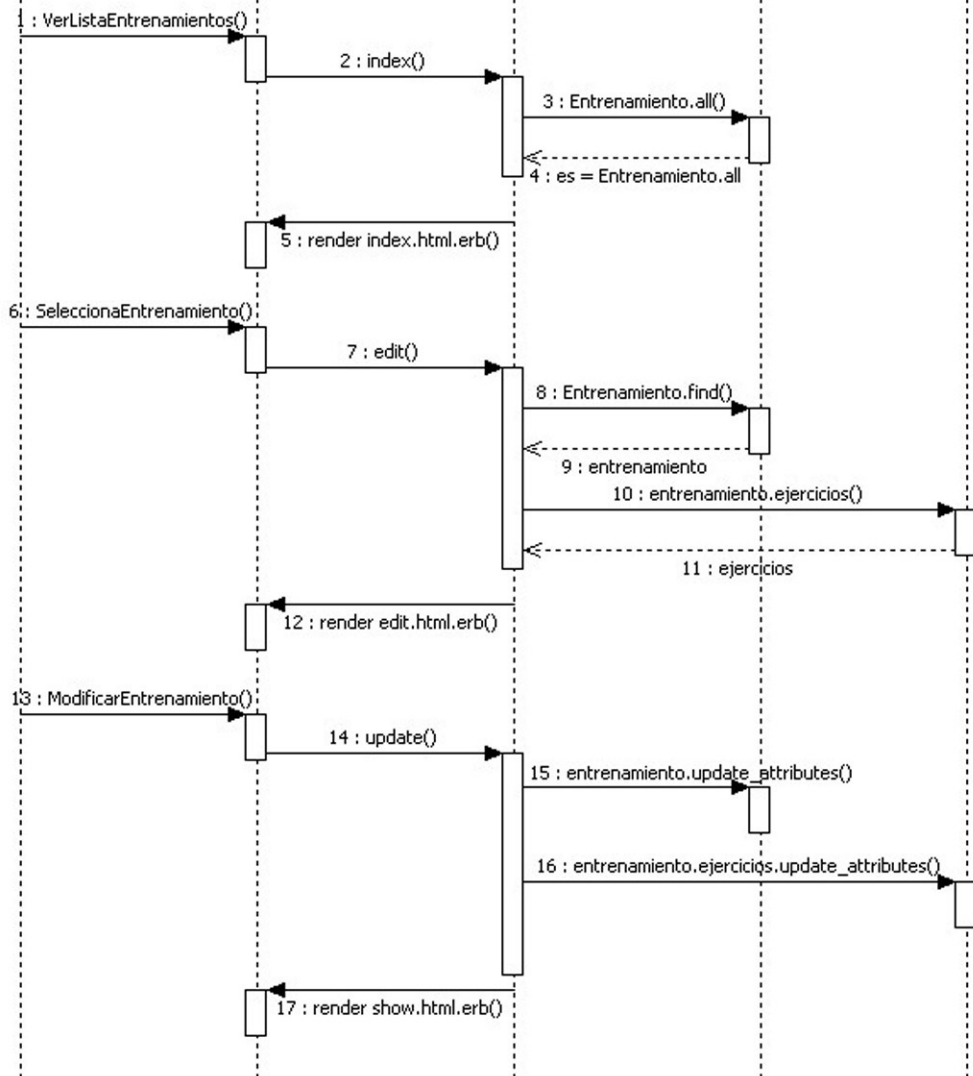 1 : VerListaEntrenamientos()
2 : index()
3 : Entrenamiento.all()
4 : es = Entrenamiento.all
5 : render index.html.erb()
6 : SeleccionaEntrenamiento()
7 : edit()
8 : Entrenamiento.find()
9 : entrenamiento
10 : entrenamiento.ejercicios()
11 : ejercicios
12 : render edit.html.erb()
13 : ModificarEntrenamiento()
14 : update()
15 : entrenamiento.update_attributes()
16 : entrenamiento.ejercicios.update_attributes()
17 : render show.html.erb()